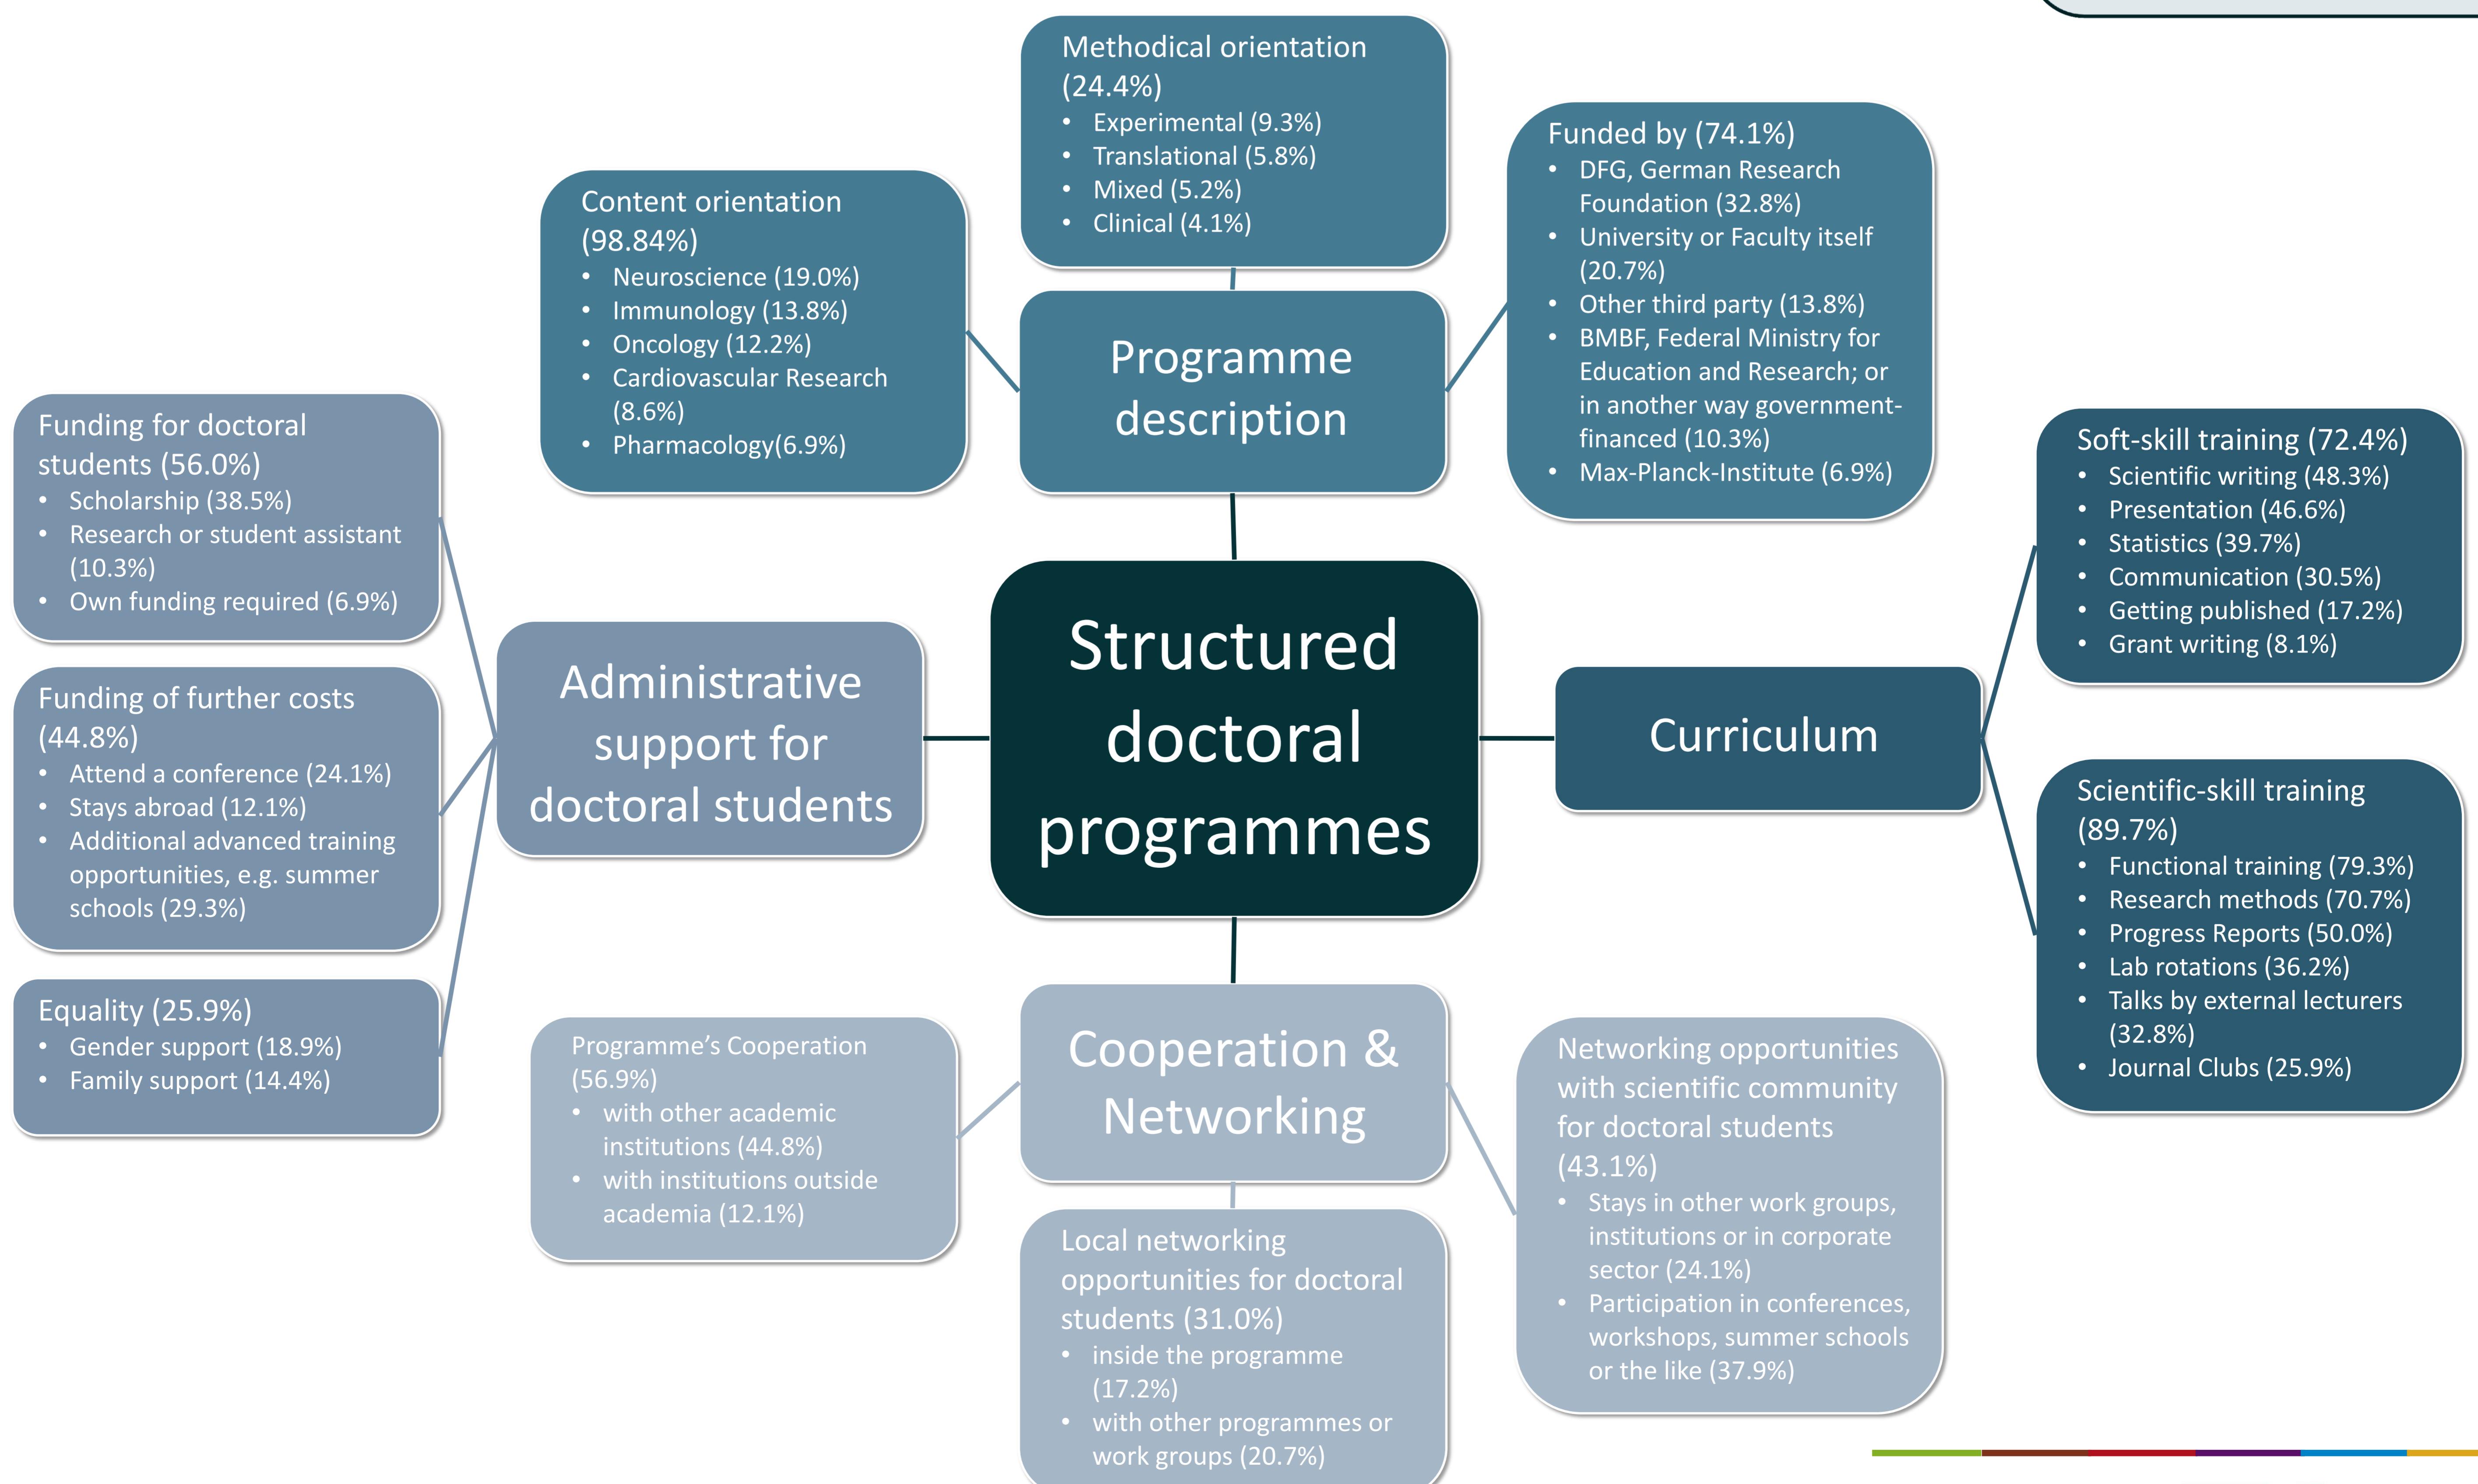 Methodical orientation
(24.4%)
• Experimental (9.3%)
• Translational (5.8%)
• Mixed (5.2%)
• Clinical (4.1%)
Funded by (74.1%)
• DFG, German Research
Foundation (32.8%)
• University or Faculty itself
(20.7%)
• Other third party (13.8%)
• BMBF, Federal Ministry for
Education and Research; or
in another way government-
financed (10.3%)
• Max-Planck-Institute (6.9%)
Content orientation
(98.84%)
• Neuroscience (19.0%)
• Immunology (13.8%)
• Oncology (12.2%)
• Cardiovascular Research
(8.6%)
• Pharmacology(6.9%)
Programme
description
Funding for doctoral
students (56.0%)
• Scholarship (38.5%)
• Research or student assistant
(10.3%)
• Own funding required (6.9%)
Funding of further costs
(44.8%)
• Attend a conference (24.1%)
• Stays abroad (12.1%)
• Additional advanced training
opportunities, e.g. summer
schools (29.3%)
Equality (25.9%)
• Gender support (18.9%)
• Family support (14.4%)
Administrative
support for
doctoral students
Structured
doctoral
programmes
Curriculum
Soft-skill training (72.4%)
• Scientific writing (48.3%)
• Presentation (46.6%)
• Statistics (39.7%)
• Communication (30.5%)
• Getting published (17.2%)
• Grant writing (8.1%)
Scientific-skill training
(89.7%)
• Functional training (79.3%)
• Research methods (70.7%)
• Progress Reports (50.0%)
• Lab rotations (36.2%)
• Talks by external lecturers
(32.8%)
• Journal Clubs (25.9%)
Cooperation &
Networking
Programme’s Cooperation
(56.9%)
• with other academic
institutions (44.8%)
• with institutions outside
academia (12.1%)
Local networking
opportunities for doctoral
students (31.0%)
• inside the programme
(17.2%)
• with other programmes or
work groups (20.7%)
Networking opportunities
with scientific community
for doctoral students
(43.1%)
• Stays in other work groups,
institutions or in corporate
sector (24.1%)
• Participation in conferences,
workshops, summer schools
or the like (37.9%)